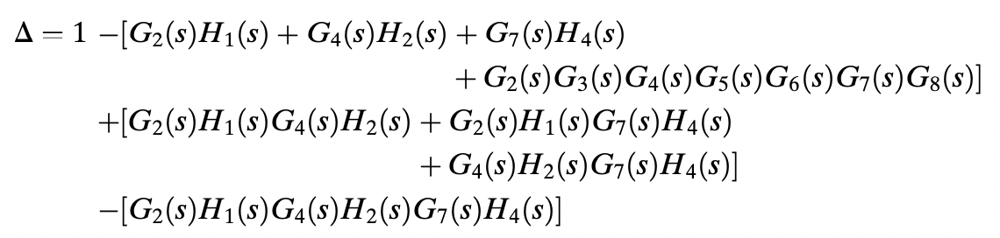 Δ = 1 −[G₂(s)H₁(s) + G₄(s)H₂(s) + G₇(s)H₄(s)
+ G₂(s)G₃(s)G₄(s)G₅(s)G₆(s)G₇(s)G₈(s)]
+[G₂(s)H₁(s)G₄(s)H₂(s) + G₂(s)H₁(s)G₇(s)H₄(s)
+ G₄(s)H₂(s)G₇(s)H₄(s)]
−[G₂(s)H₁(s)G₄(s)H₂(s)G₇(s)H₄(s)]